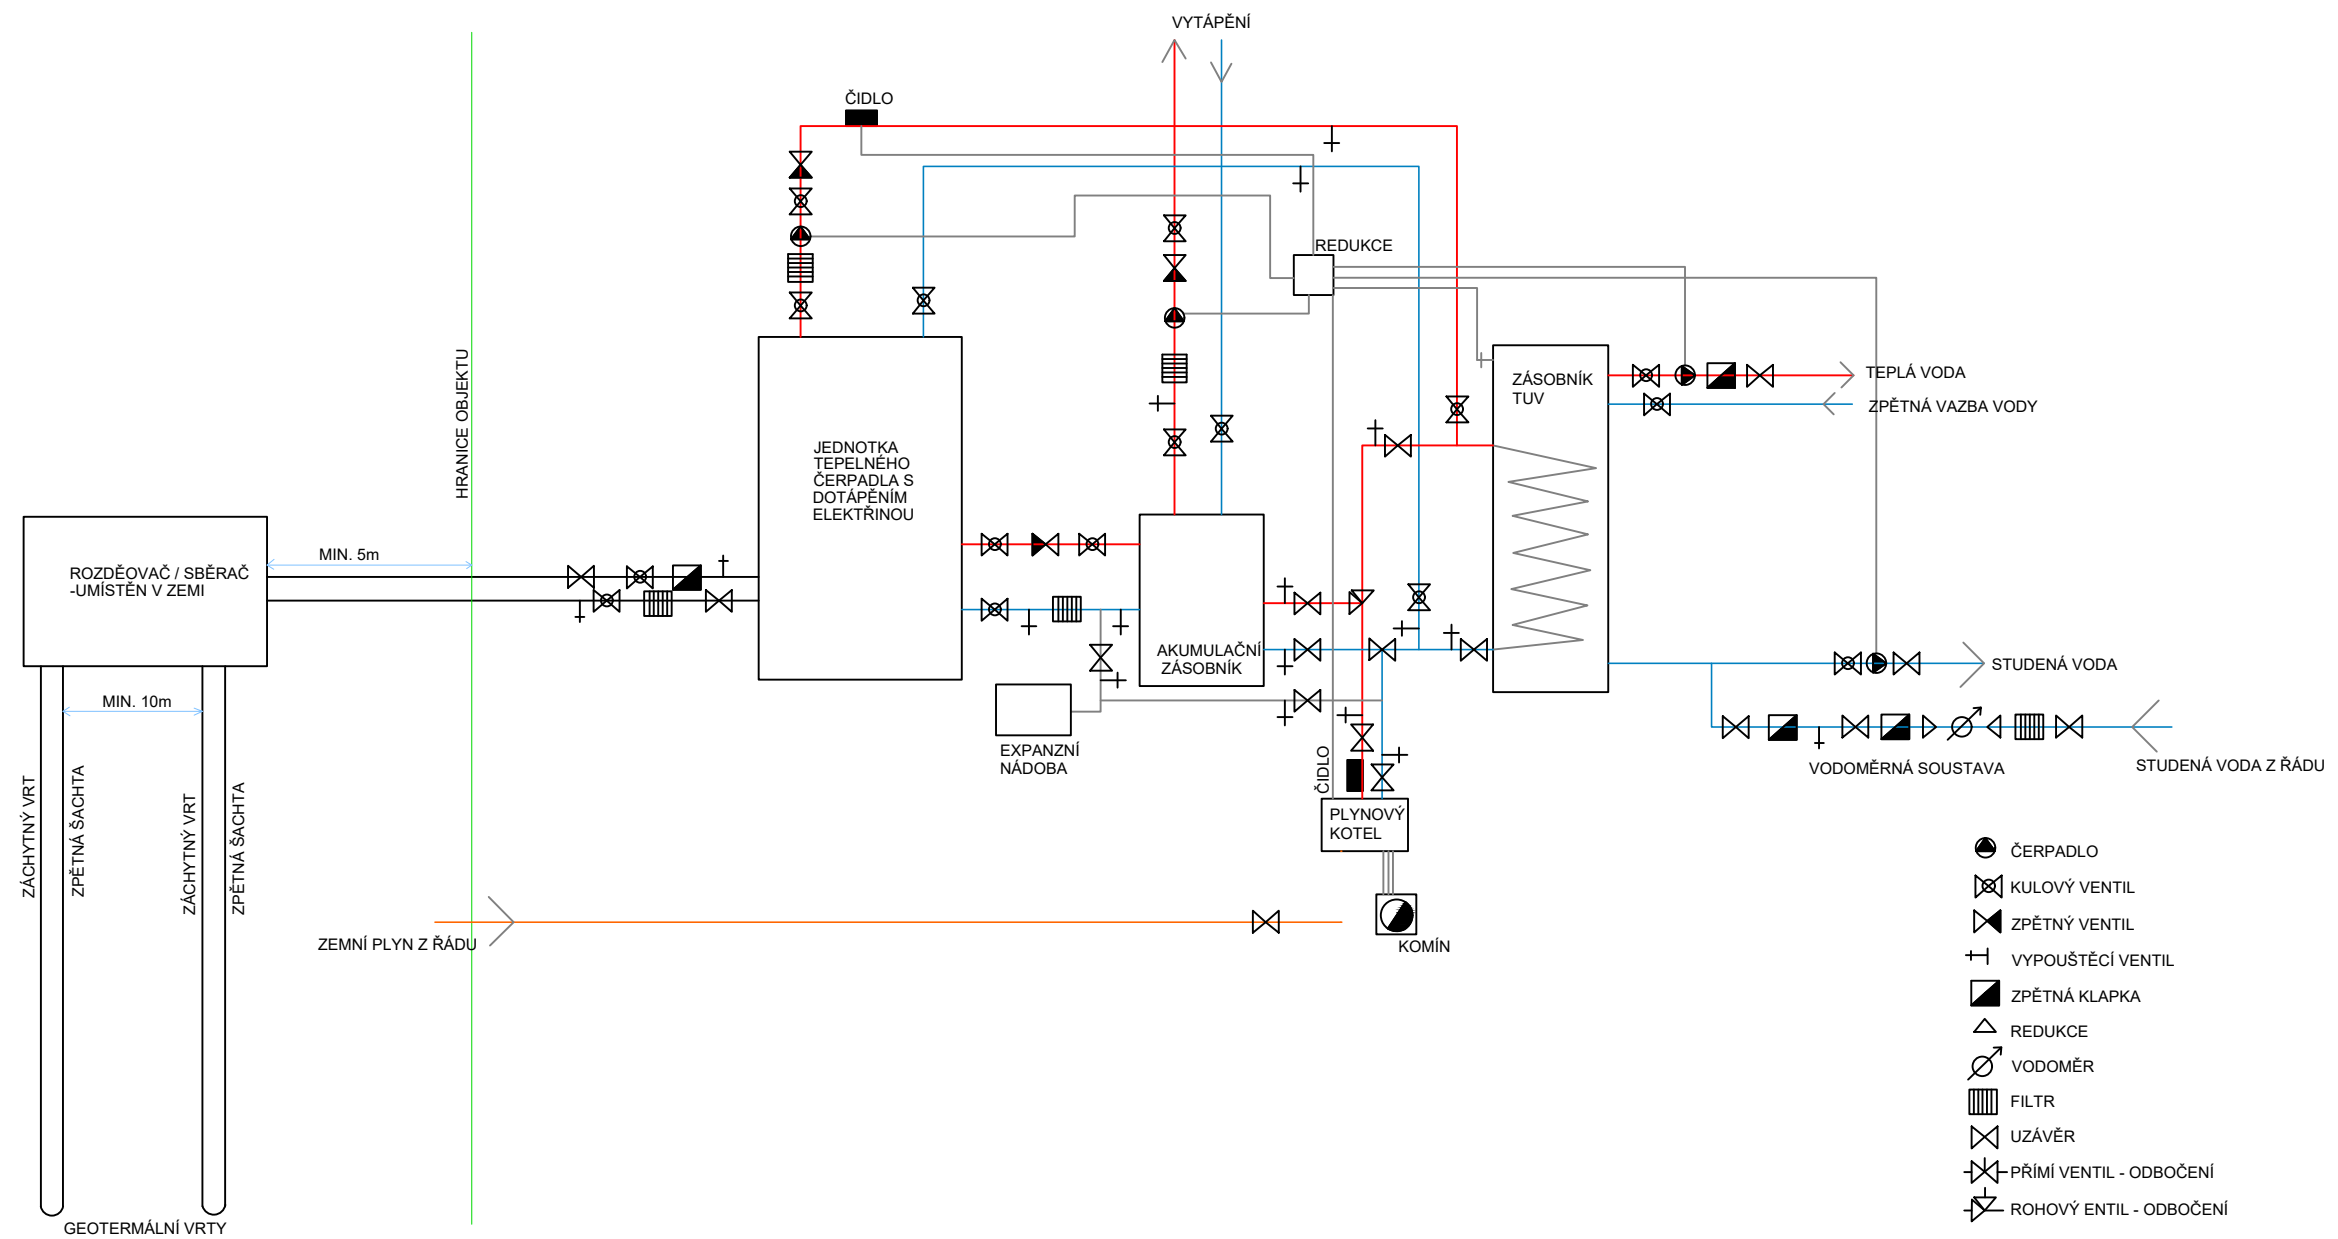 VYTÁPĚNÍ
ČIDLO
REDUKCE
HRANICE OBJEKTU
JEDNOTKA
TEPELNÉHO
ČERPADLA S
DOTÁPĚNÍM
ELEKTŘINOU
ZÁSOBNÍK
TUV
TEPLÁ VODA
ZPĚTNÁ VAZBA VODY
MIN. 5m
ROZDĚOVAČ / SBĚRAČ
-UMÍSTĚN V ZEMI
AKUMULAČNÍ
ZÁSOBNÍK
STUDENÁ VODA
MIN. 10m
EXPANZNÍ
NÁDOBA
ČIDLO
VODOMĚRNÁ SOUSTAVA
STUDENÁ VODA Z ŘÁDU
ZÁCHYTNÝ VRT
ZPĚTNÁ ŠACHTA
ZÁCHYTNÝ VRT
ZPĚTNÁ ŠACHTA
PLYNOVÝ
KOTEL
ZEMNÍ PLYN Z ŘÁDU
KOMÍN
ČERPADLO
KULOVÝ VENTIL
ZPĚTNÝ VENTIL
VYPOUŠTĚCÍ VENTIL
ZPĚTNÁ KLAPKA
REDUKCE
VODOMĚR
FILTR
UZÁVĚR
PŘÍMÍ VENTIL - ODBOČENÍ
ROHOVÝ ENTIL - ODBOČENÍ
GEOTERMÁLNÍ VRTY